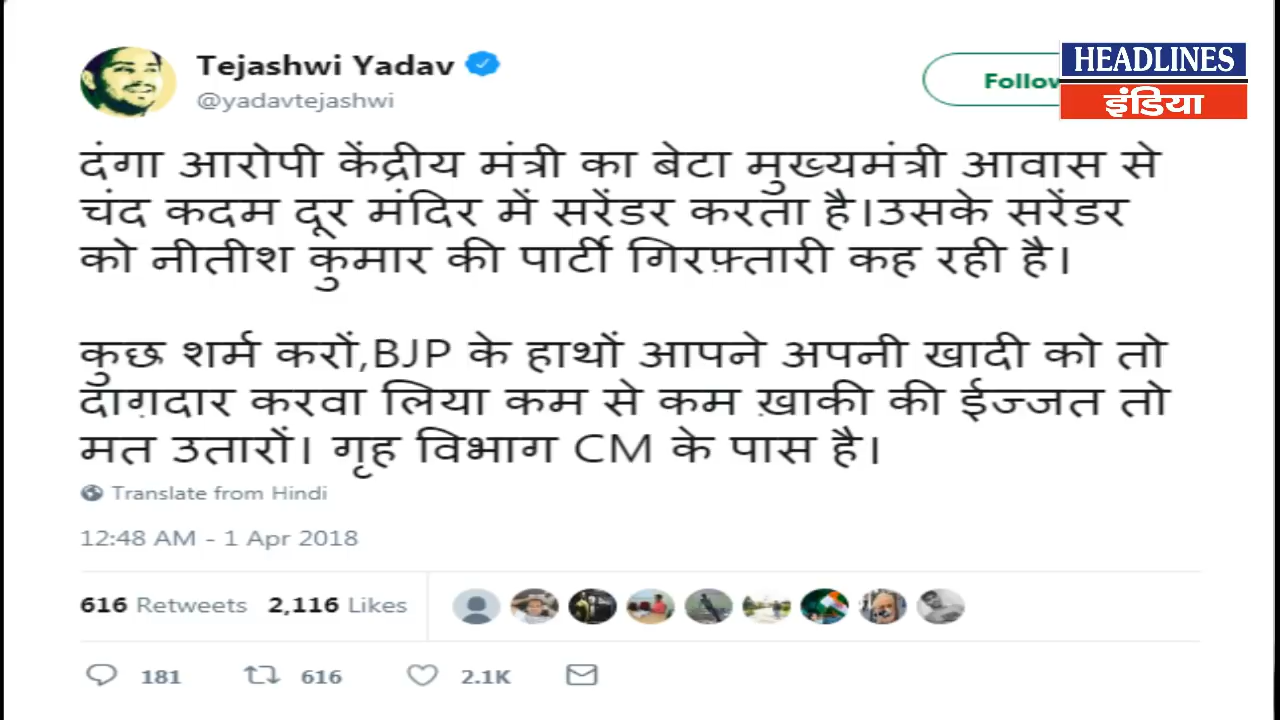 Tejashwi Yadav
@yadavtejashwi
HEADLINES
इंडिया
दंगा आरोपी केंद्रीय मंत्री का बेटा मुख्यमंत्री आवास से
चंद कदम दूर मंदिर में सरेंडर करता है।उसके सरेंडर
को नीतीश कुमार की पार्टी गिरफ़्तारी कह रही है।
कुछ शर्म करों,BJP के हाथों आपने अपनी खादी को तो
दाग़दार करवा लिया कम से कम ख़ाकी की ईज्जत तो
मत उतारों। गृह विभाग CM के पास है।
Translate from Hindi
12:48 AM - 1 Apr 2018
616 Retweets 2,116 Likes
181 616 2.1K